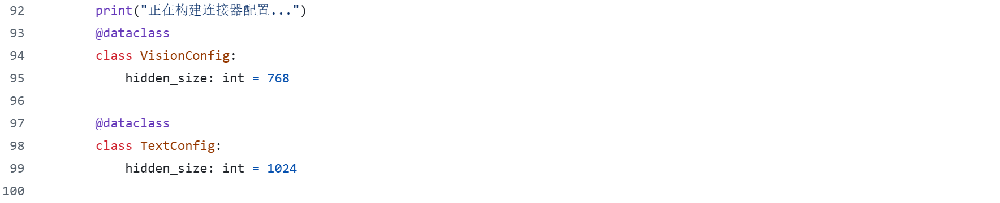 92 print("正在构建连接器配置...")
93 @dataclass
94 class VisionConfig:
95 hidden_size: int = 768
96
97 @dataclass
98 class TextConfig:
99 hidden_size: int = 1024
100